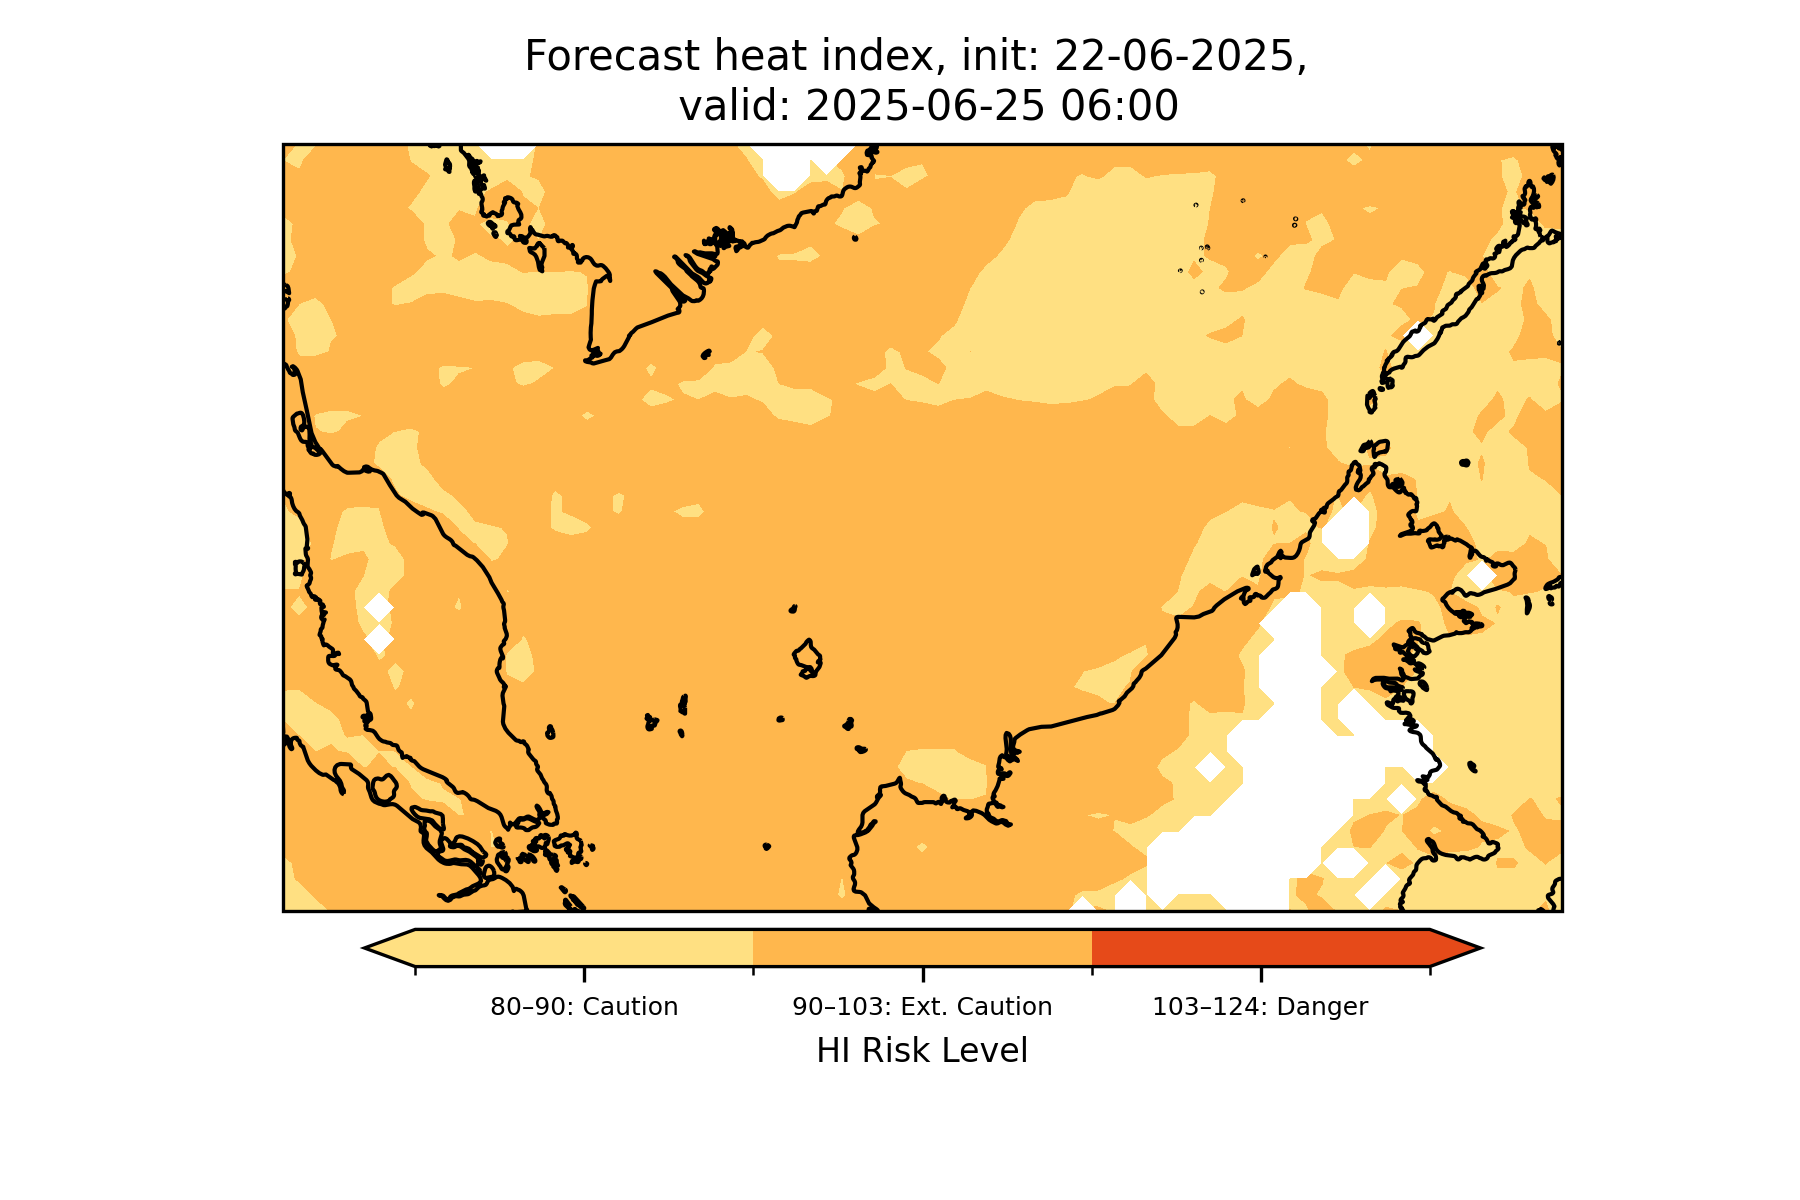 Forecast heat index, init: 22-06-2025,
valid: 2025-06-25 06:00
80–90: Caution
90–103: Ext. Caution
103–124: Danger
HI Risk Level